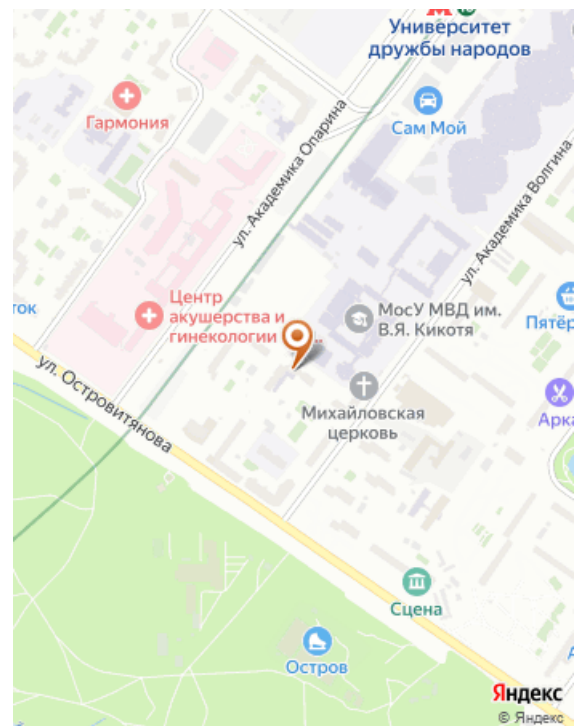 Университет
дружбы народов
Гармония
Сам Мой
ул. Академика Опарина
ул. Академика Волгина
Центр
акушерства и
гинекологии
МосУ МВД им.
В.Я. Кикотя
ток
Пятёр
ул. Островитянова
Михайловская
церковь
Арка
Сцена
Остров
Яндекс
© Яндекс